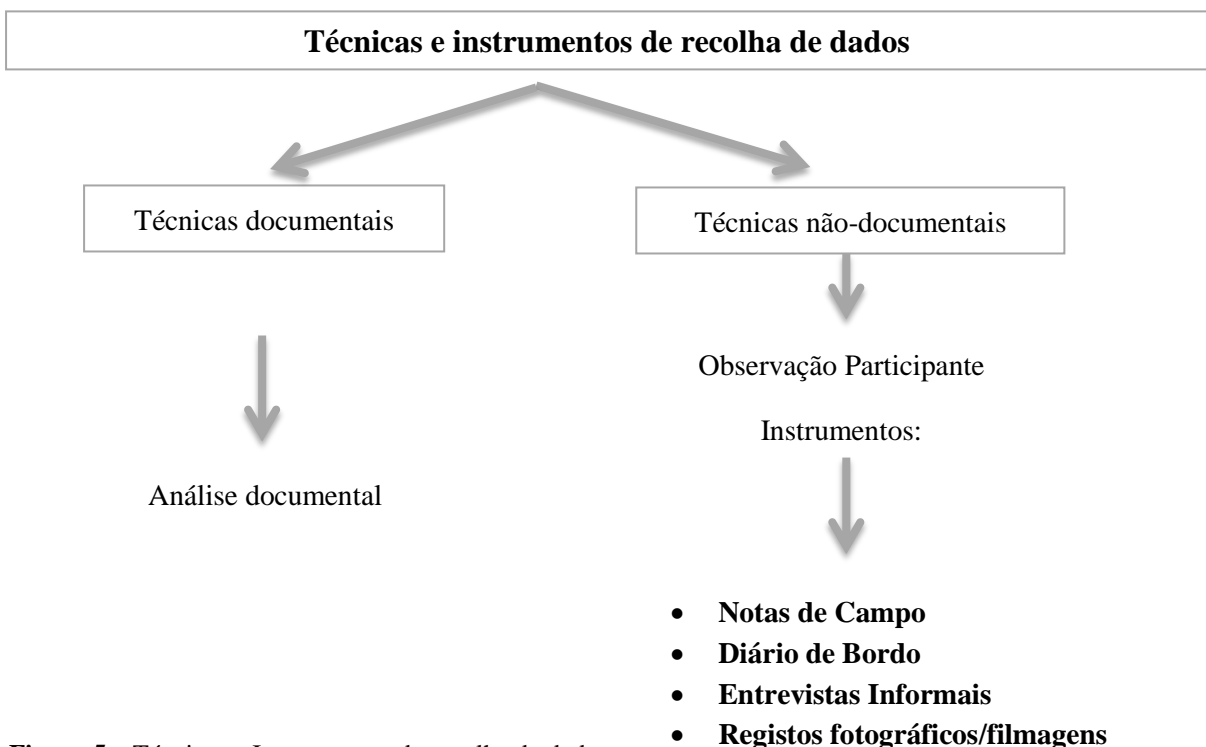 Técnicas e instrumentos de recolha de dados
Técnicas documentais
Técnicas não-documentais
Observação Participante
Instrumentos:
Análise documental
• Notas de Campo
• Diário de Bordo
• Entrevistas Informais
• Registos fotográficos/filmagens